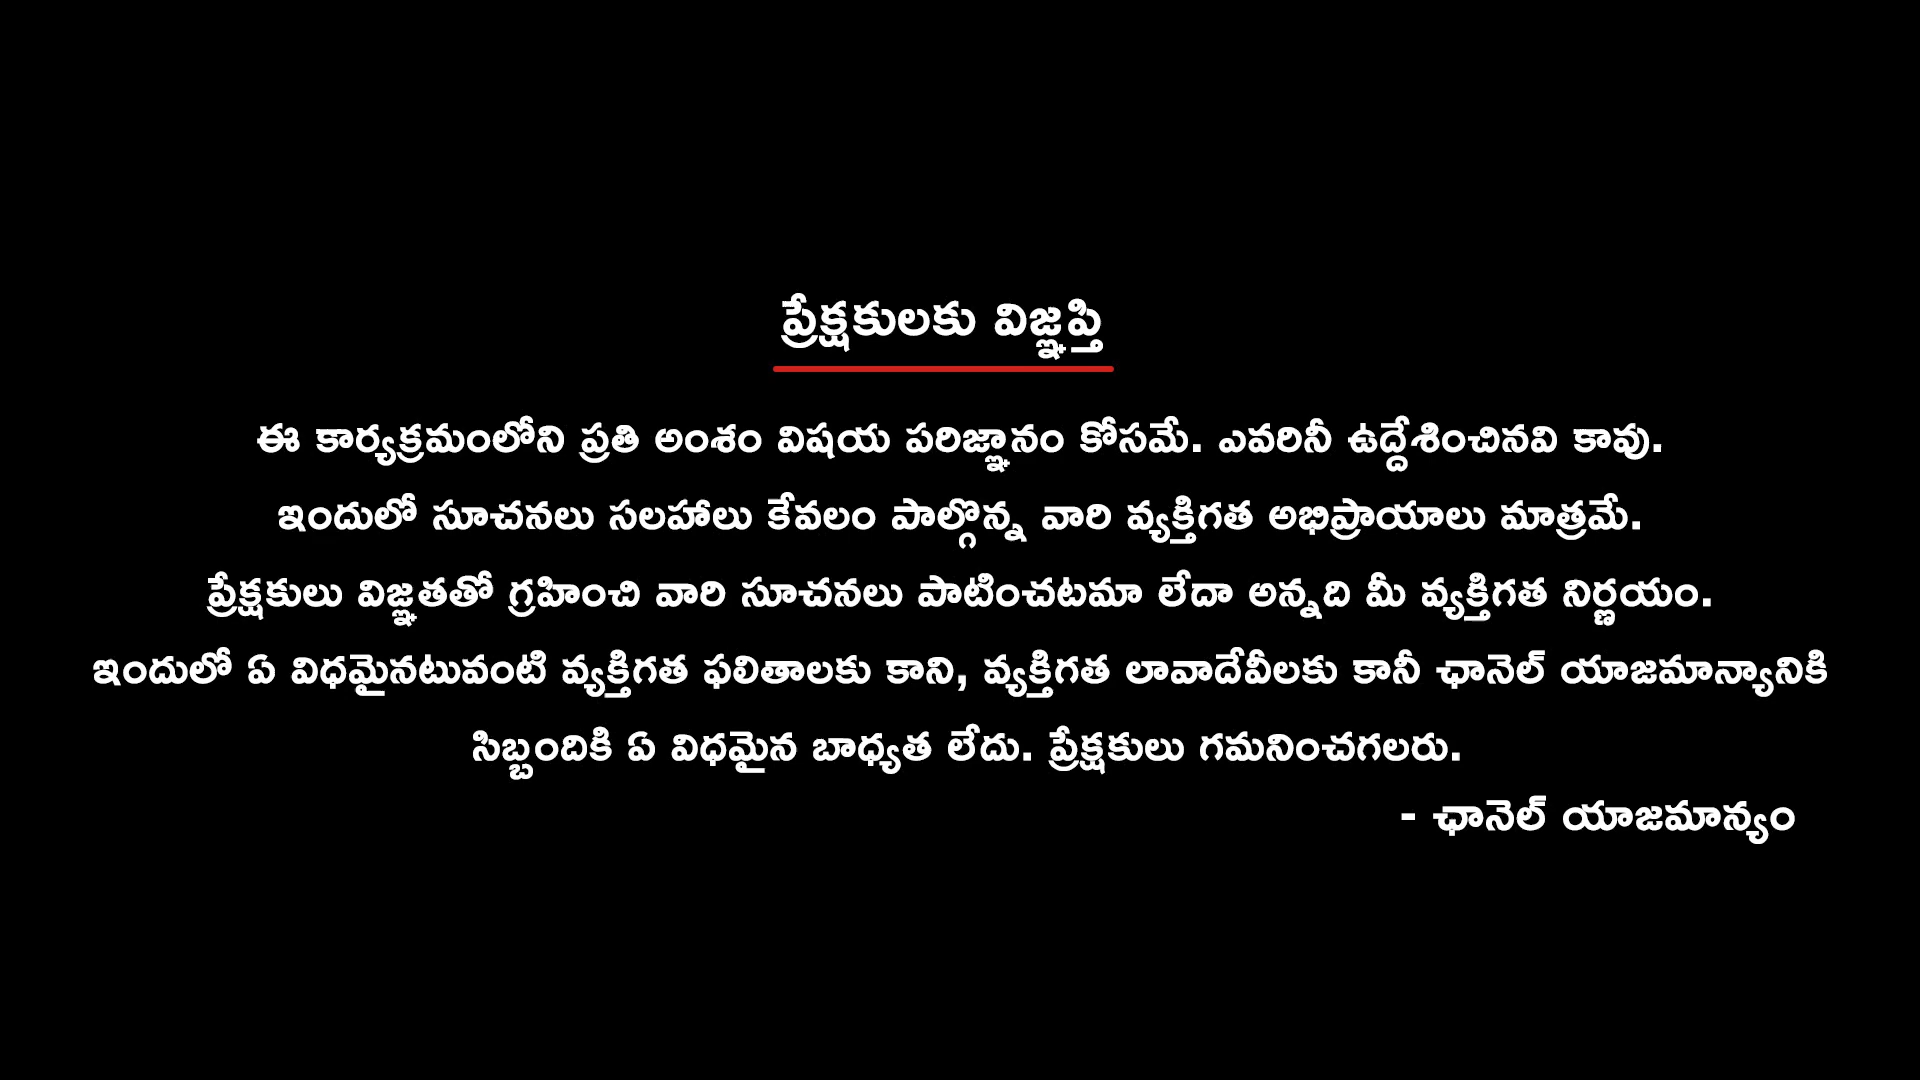 ప్రేక్షకులకు విజ్ఞప్తి
ఈ కార్యక్రమంలోని ప్రతి అంశం విషయ పరిజ్ఞానం కోసమే. ఎవరినీ ఉద్దేశించినవి కావు.
ఇందులో సూచనలు సలహాలు కేవలం పాల్గొన్న వారి వ్యక్తిగత అభిప్రాయాలు మాత్రమే.
ప్రేక్షకులు విజ్ఞతతో గ్రహించి వారి సూచనలు పాటించటమా లేదా అన్నది మీ వ్యక్తిగత నిర్ణయం.
ఇందులో ఏ విధమైనటువంటి వ్యక్తిగత ఫలితాలకు కాని, వ్యక్తిగత లావాదేవీలకు కానీ ఛానెల్ యాజమాన్యానికి
సిబ్బందికి ఏ విధమైన బాధ్యత లేదు. ప్రేక్షకులు గమనించగలరు.
- ఛానెల్ యాజమాన్యం